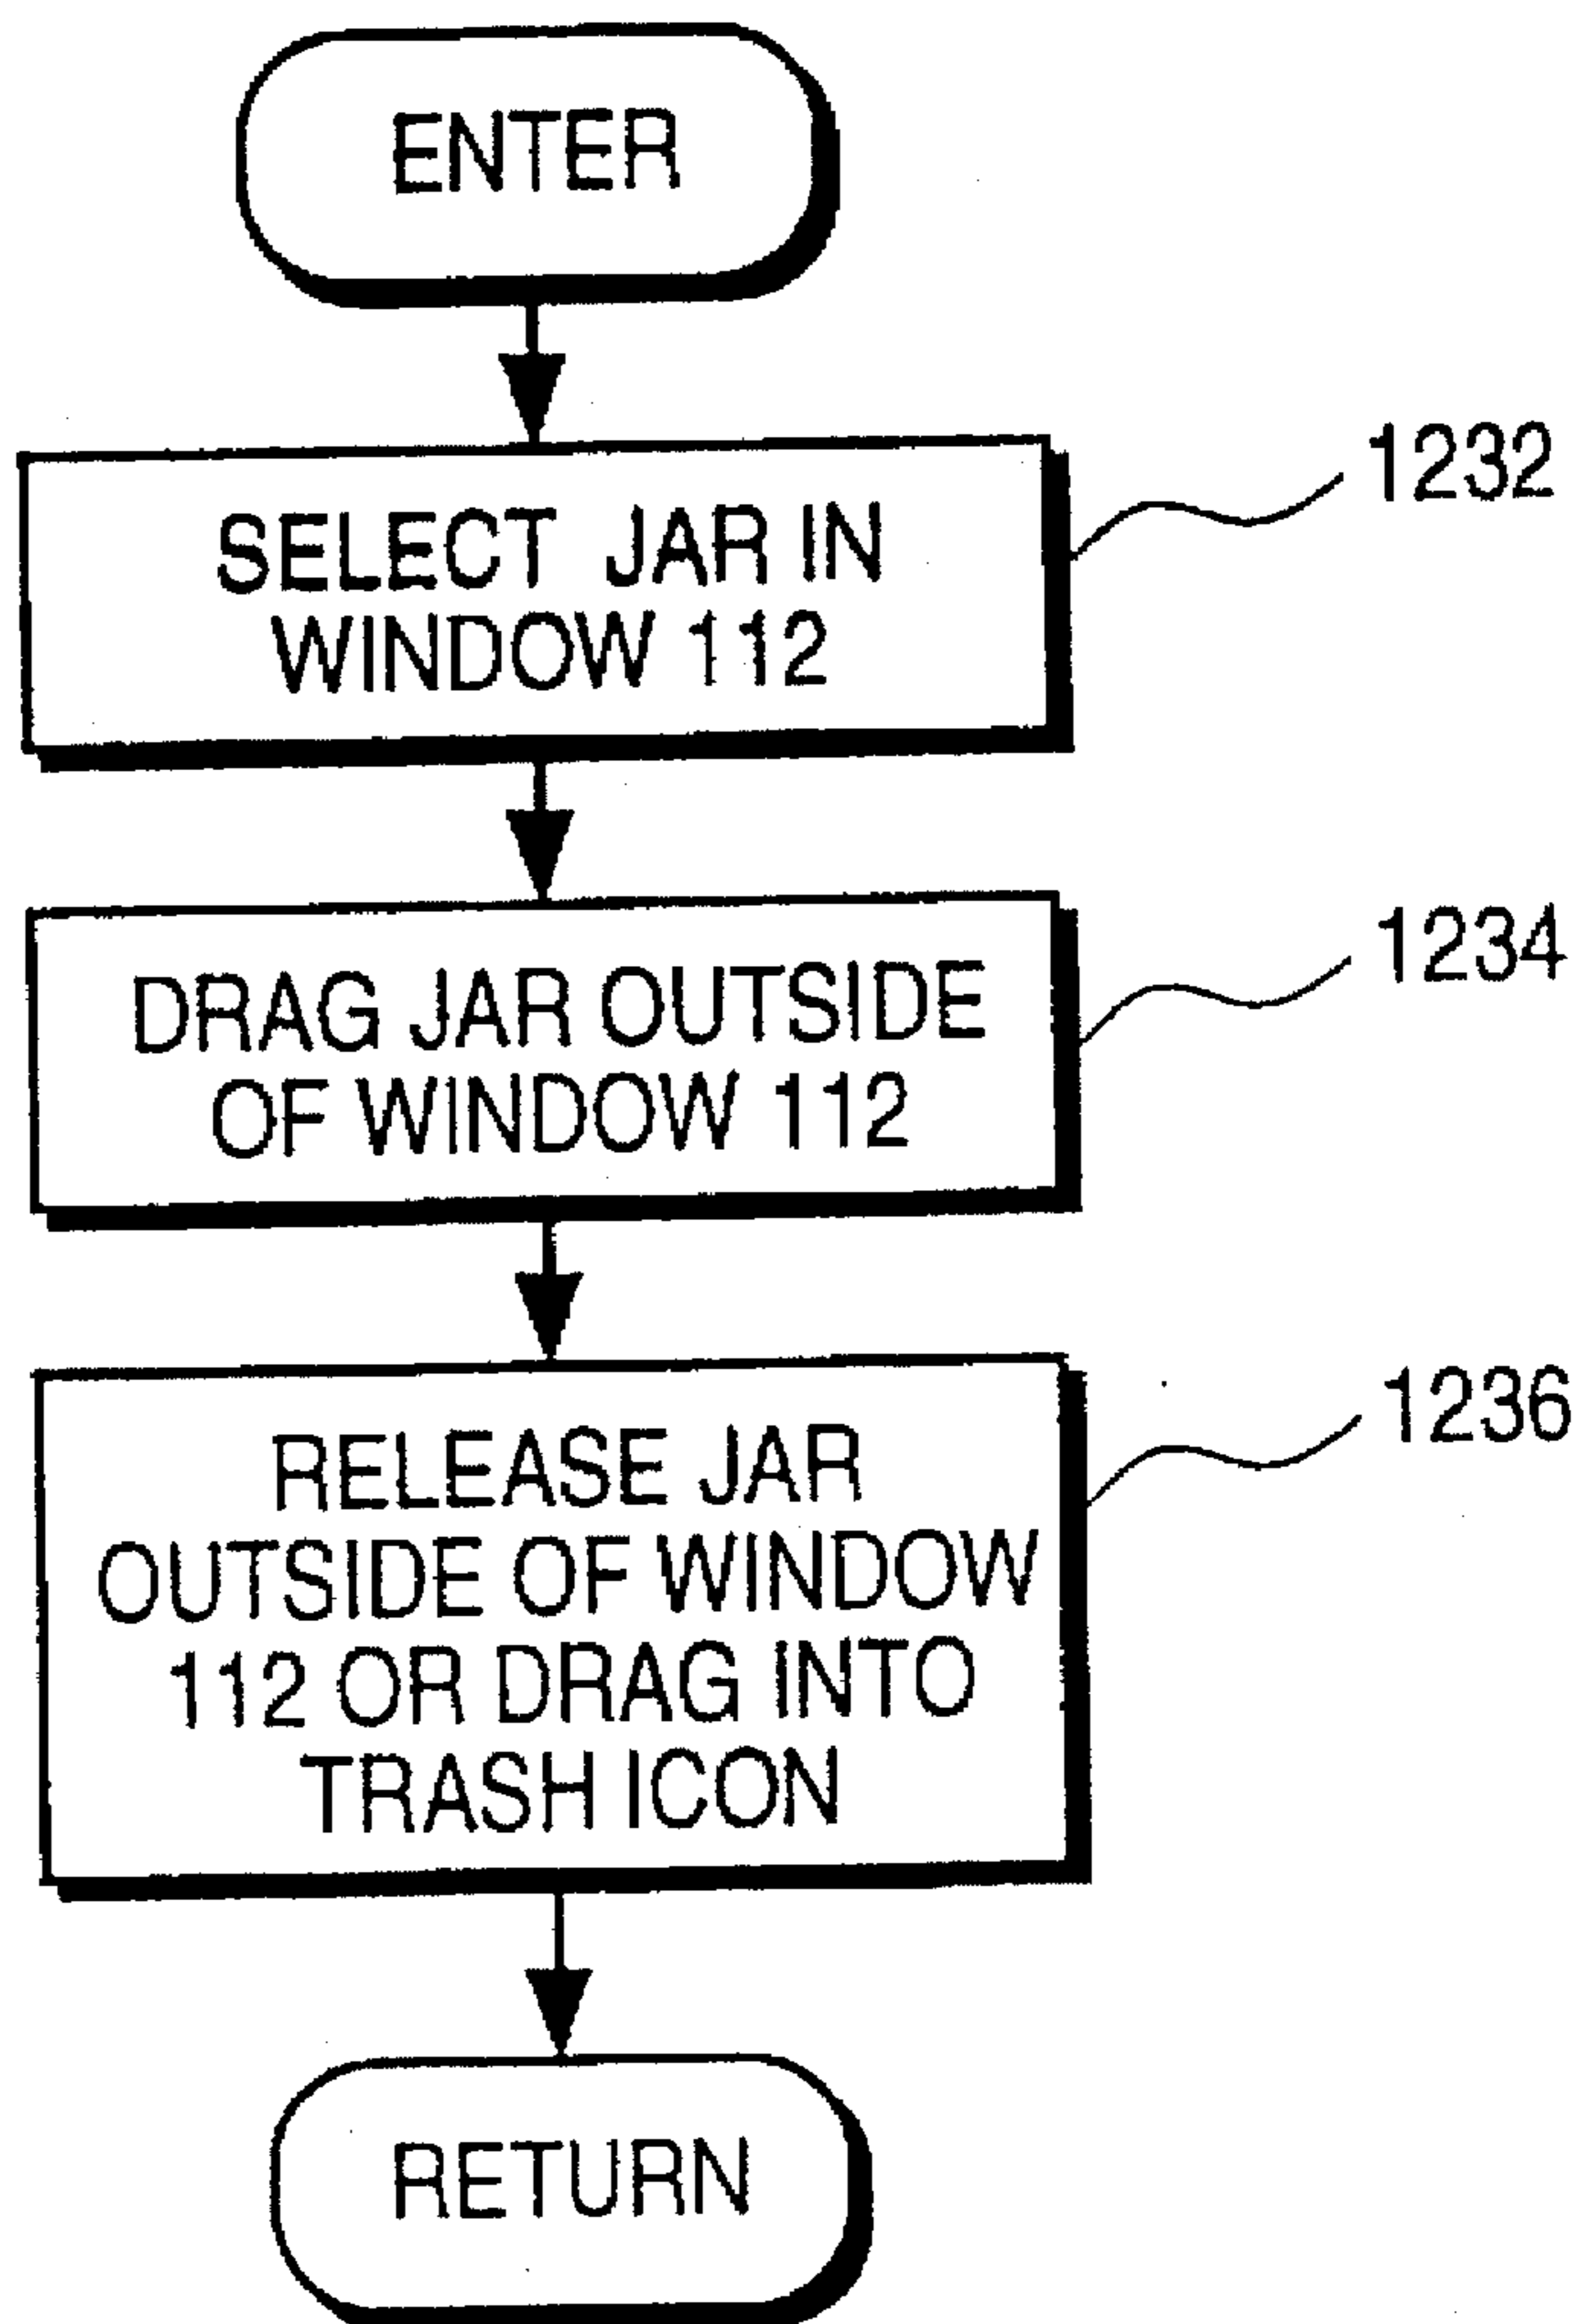 ENTER
SELECT JAR IN
WINDOW 112
1232
DRAG JAR OUTSIDE
OF WINDOW 112
1234
RELEASE JAR
OUTSIDE OF WINDOW
112 OR DRAG INTO
TRASH ICON
1236
RETURN